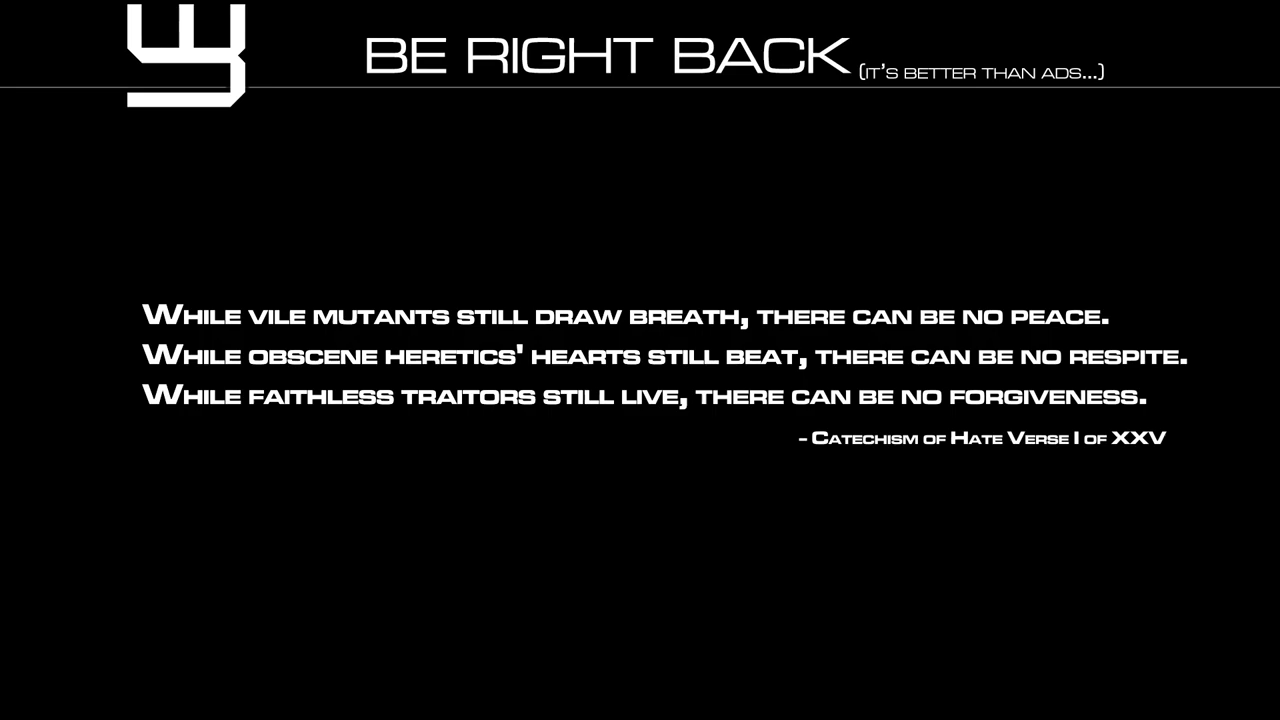 BE RIGHT BACK (IT'S BETTER THAN ADS...)
WHILE VILE MUTANTS STILL DRAW BREATH, THERE CAN BE NO PEACE.
WHILE OBSCENE HERETICS' HEARTS STILL BEAT, THERE CAN BE NO RESPITE.
WHILE FAITHLESS TRAITORS STILL LIVE, THERE CAN BE NO FORGIVENESS.
- CATECHISM OF HATE VERSE I OF XXV